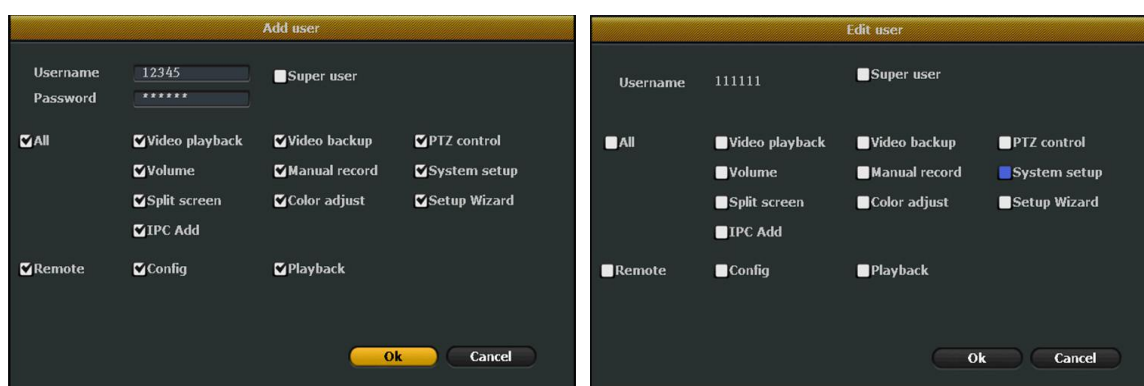 Add user
Username 12345 Super user
Password ******
All Video playback Video backup PTZ control
Volume Manual record System setup
Split screen Color adjust Setup Wizard
IPC Add
Remote Config Playback
Ok Cancel
Edit user
Username 111111 Super user
All Video playback Video backup PTZ control
Volume Manual record System setup
Split screen Color adjust Setup Wizard
IPC Add
Remote Config Playback
Ok Cancel